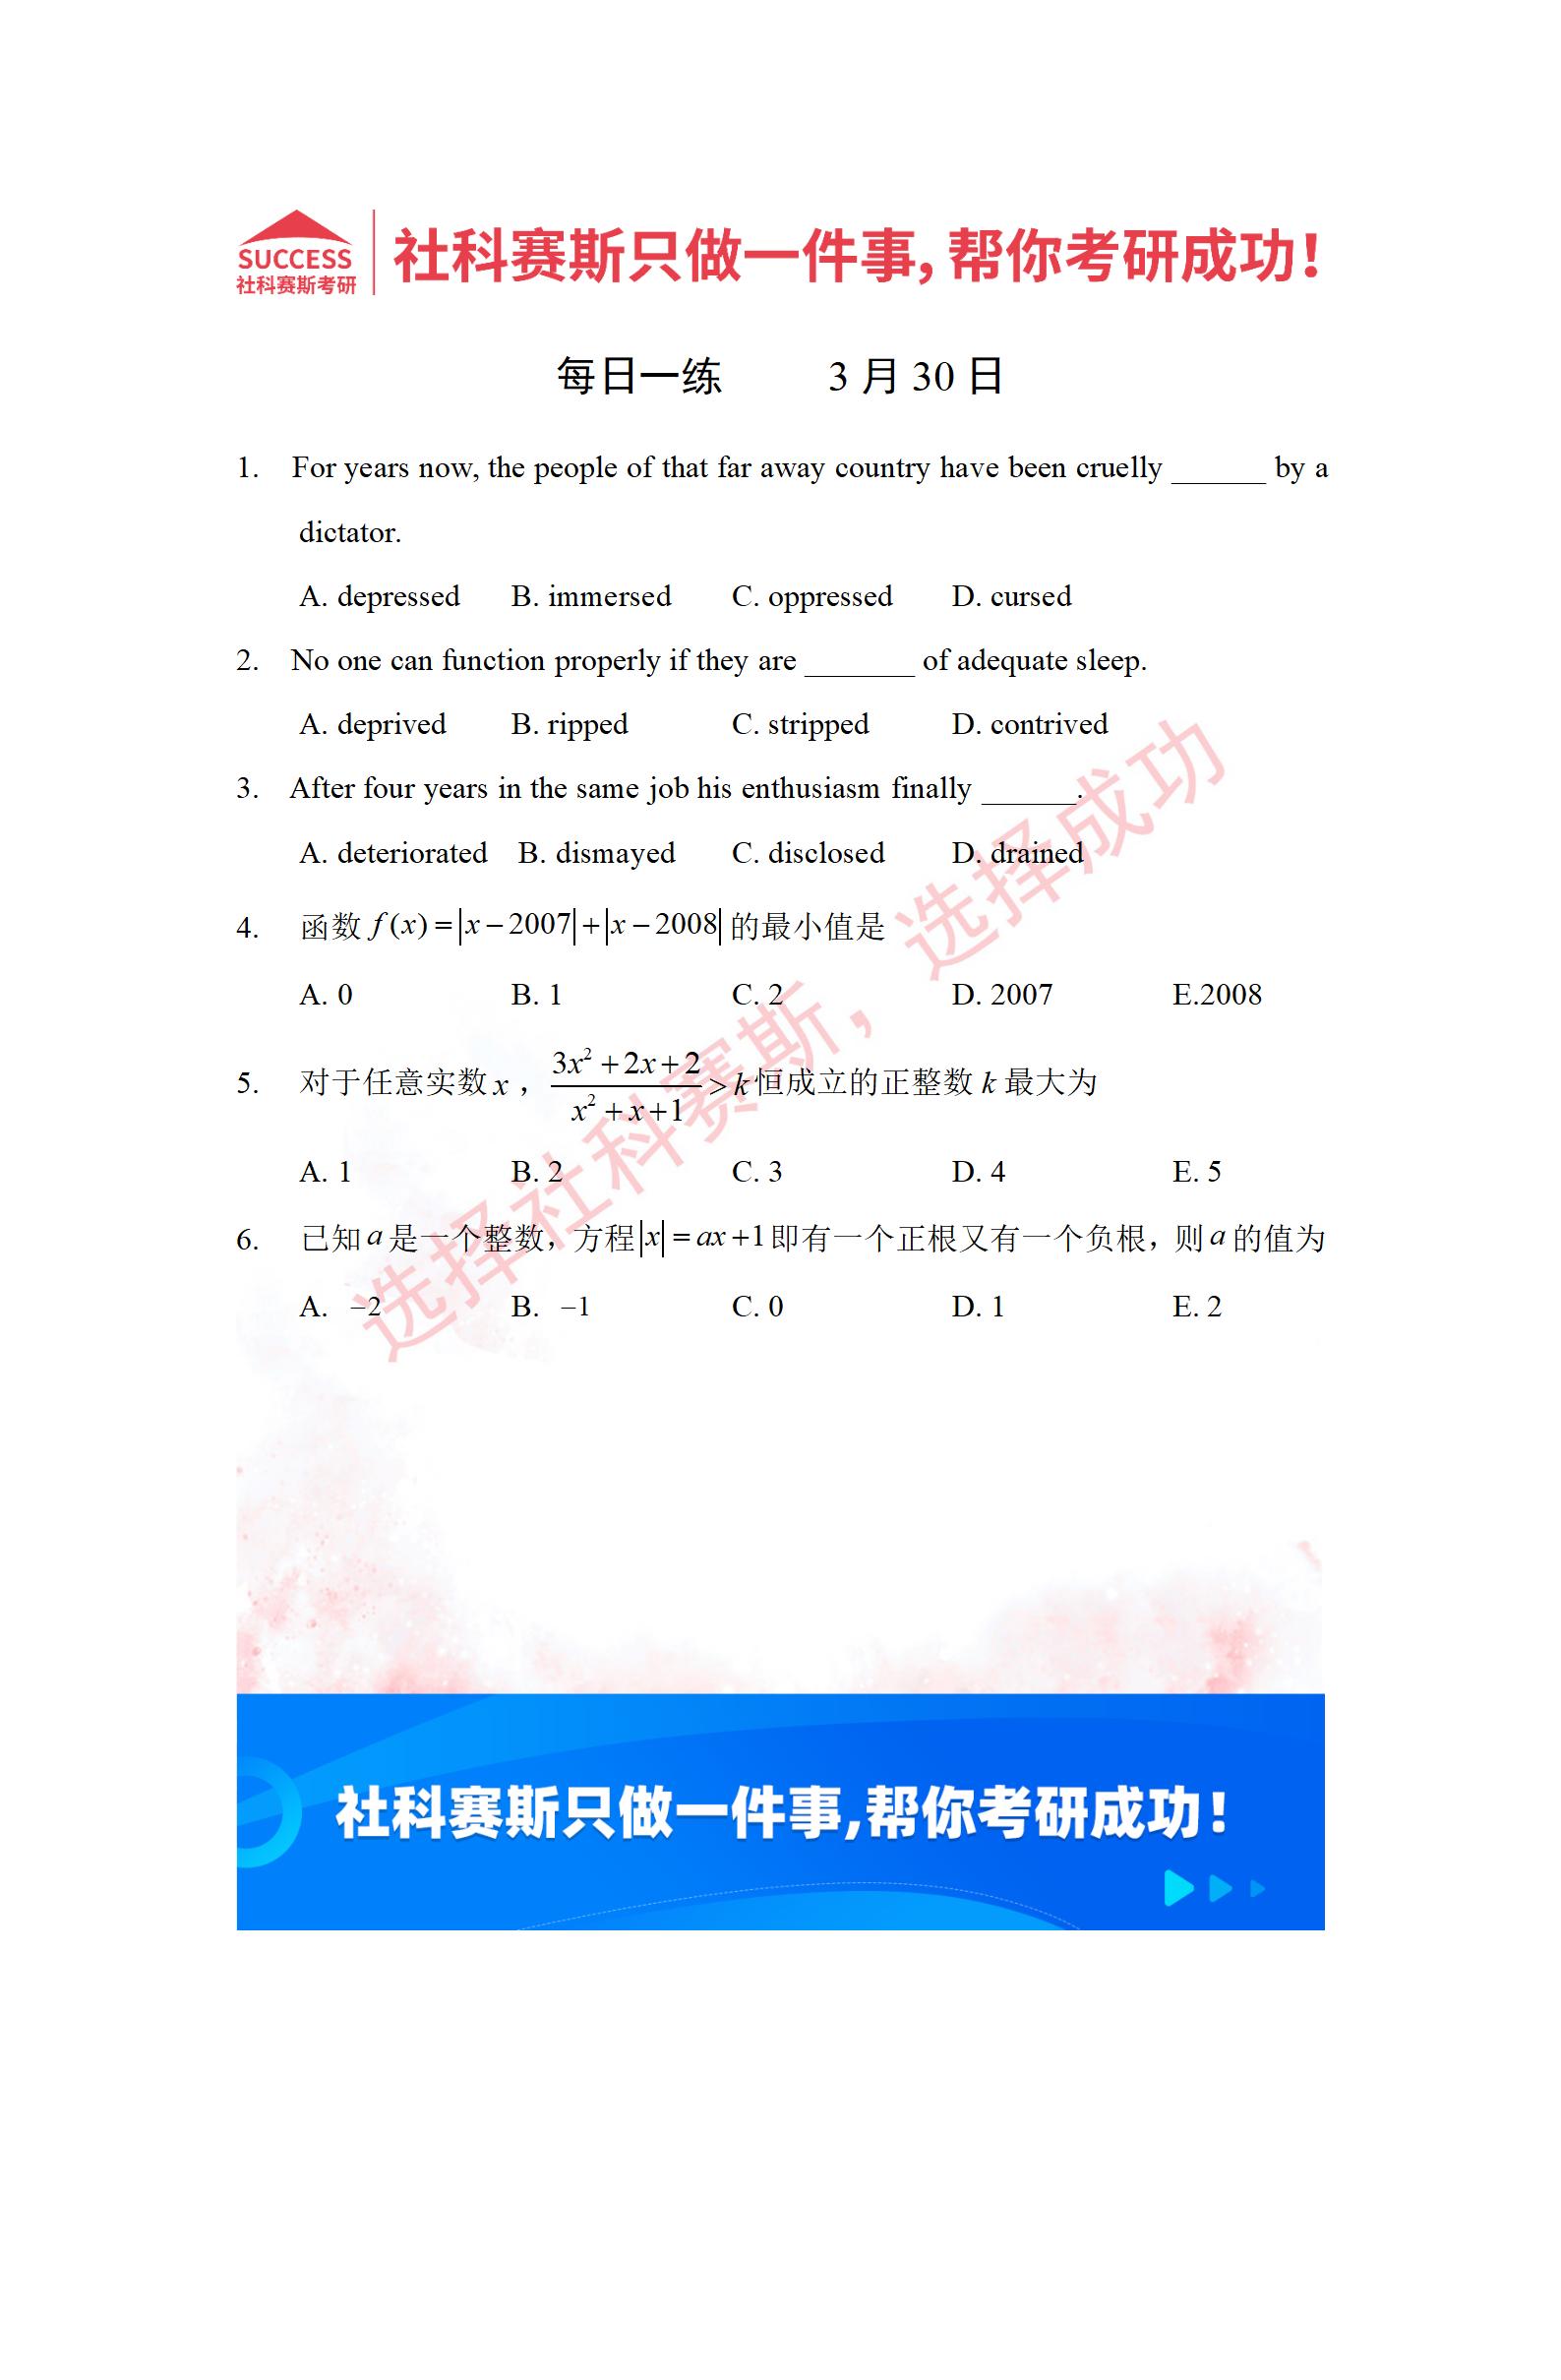 SUCCESS
社科赛斯考研
社科赛斯只做一件事，帮你考研成功！
每日一练 3 月 30 日
1. For years now, the people of that far away country have been cruelly ______ by a
dictator.
A. depressed B. immersed C. oppressed D. cursed
2. No one can function properly if they are _______ of adequate sleep.
A. deprived B. ripped C. stripped D. contrived
3. After four years in the same job his enthusiasm finally ______.
A. deteriorated B. dismayed C. disclosed D. drained
4. 函数 f(x)=|x−2007|+|x−2008| 的最小值是
A. 0 B. 1 C. 2 D. 2007 E.2008
5. 对于任意实数 x，(3x²+2x+2)/(x²+x+1)>k 恒成立的正整数 k 最大为
A. 1 B. 2 C. 3 D. 4 E. 5
6. 已知 a 是一个整数，方程|x|=ax+1即有一个正根又有一个负根，则 a 的值为
A. –2 B. –1 C. 0 D. 1 E. 2
选择社科赛斯，选择成功
社科赛斯只做一件事,帮你考研成功！